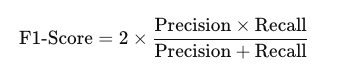 F1-Score = 2 × Precision × Recall / Precision + Recall